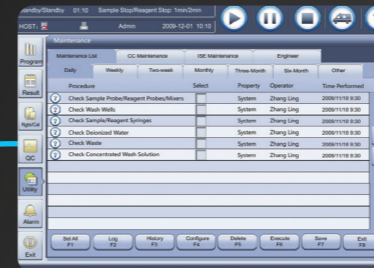 Standby/Standby 01:10 Sample Stop/Reagent Stop: 1min/2min
HOST: Admin 2009-12-01 10:10
Maintenance
Program
Result
Rgt/Cal
QC
Utility
Alarm
Exit
Maintenance List CC Maintenance ISE Maintenance Engineer
Daily Weekly Two-week Monthly Three-Month Six-Month Other
Procedure Select Property Operator Time Performed
Check Sample Probe/Reagent Probes/Mixers System Zhang Ling 2009/11/18 9:30
Check Wash Wells System Zhang Ling 2009/11/18 9:30
Check Sample/Reagent Syringes System Zhang Ling 2009/11/18 9:30
Check Deionized Water System Zhang Ling 2009/11/18 9:30
Check Waste System Zhang Ling 2009/11/18 9:30
Check Concentrated Wash Solution System Zhang Ling 2009/11/18 9:30
Sel All Log History Configure Delete Execute Save Exit
F1 F2 F3 F4 F5 F6 F7 F8